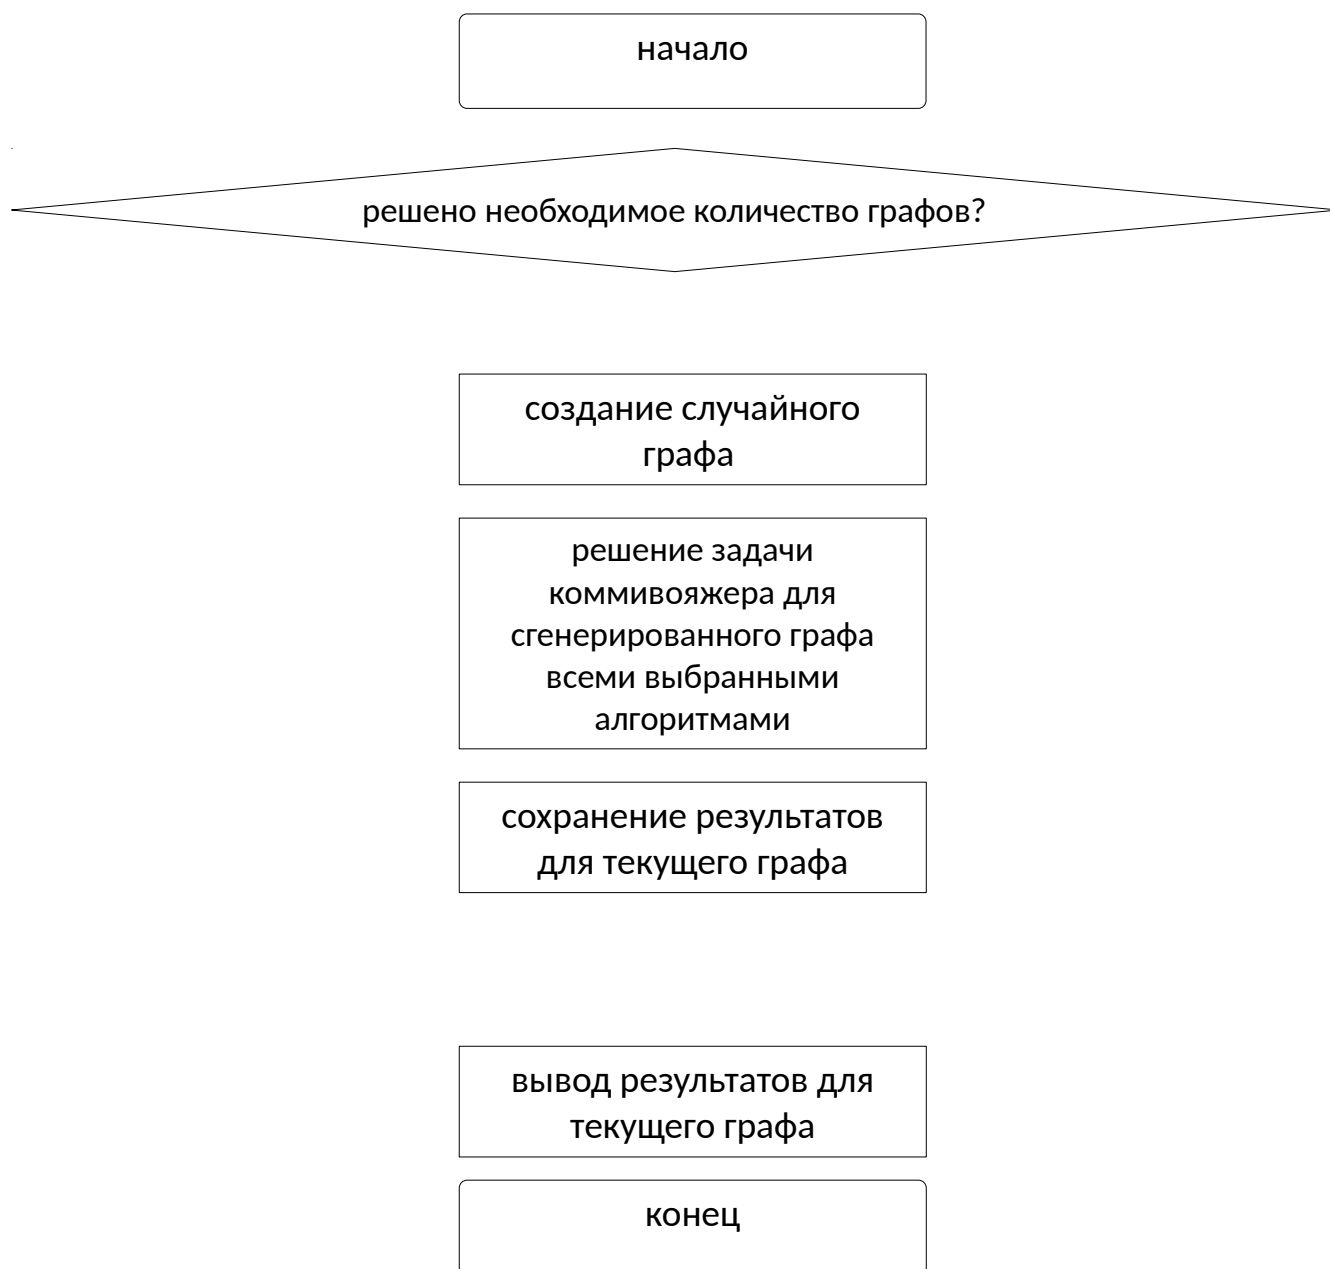 начало
решено необходимое количество графов?
создание случайного
графа
решение задачи
коммивояжера для
сгенерированного графа
всеми выбранными
алгоритмами
сохранение результатов
для текущего графа
вывод результатов для
текущего графа
конец